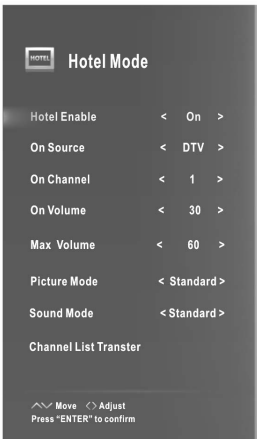 HOTEL
Hotel Mode
Hotel Enable < On >
On Source < DTV >
On Channel < 1 >
On Volume < 30 >
Max Volume < 60 >
Picture Mode < Standard >
Sound Mode < Standard >
Channel List Transter
Move <> Adjust
Press “ENTER” to confirm